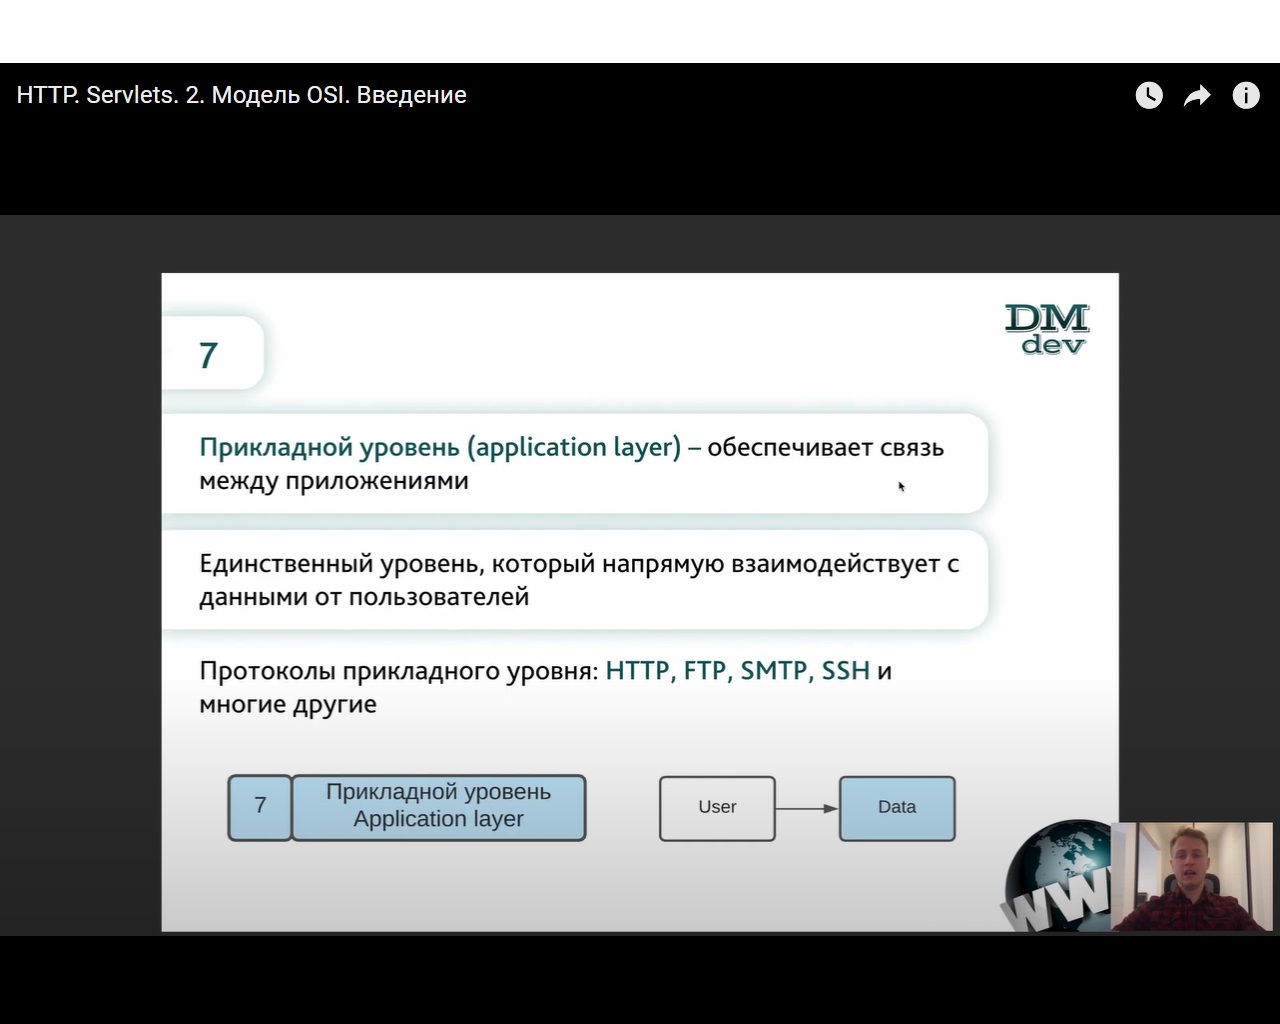 HTTP. Servlets. 2. Модель OSI. Введение
DM
dev
7
Прикладной уровень (application layer) – обеспечивает связь
между приложениями
Единственный уровень, который напрямую взаимодействует с
данными от пользователей
Протоколы прикладного уровня: HTTP, FTP, SMTP, SSH и
многие другие
7
Прикладной уровень
Application layer
User
Data
WW